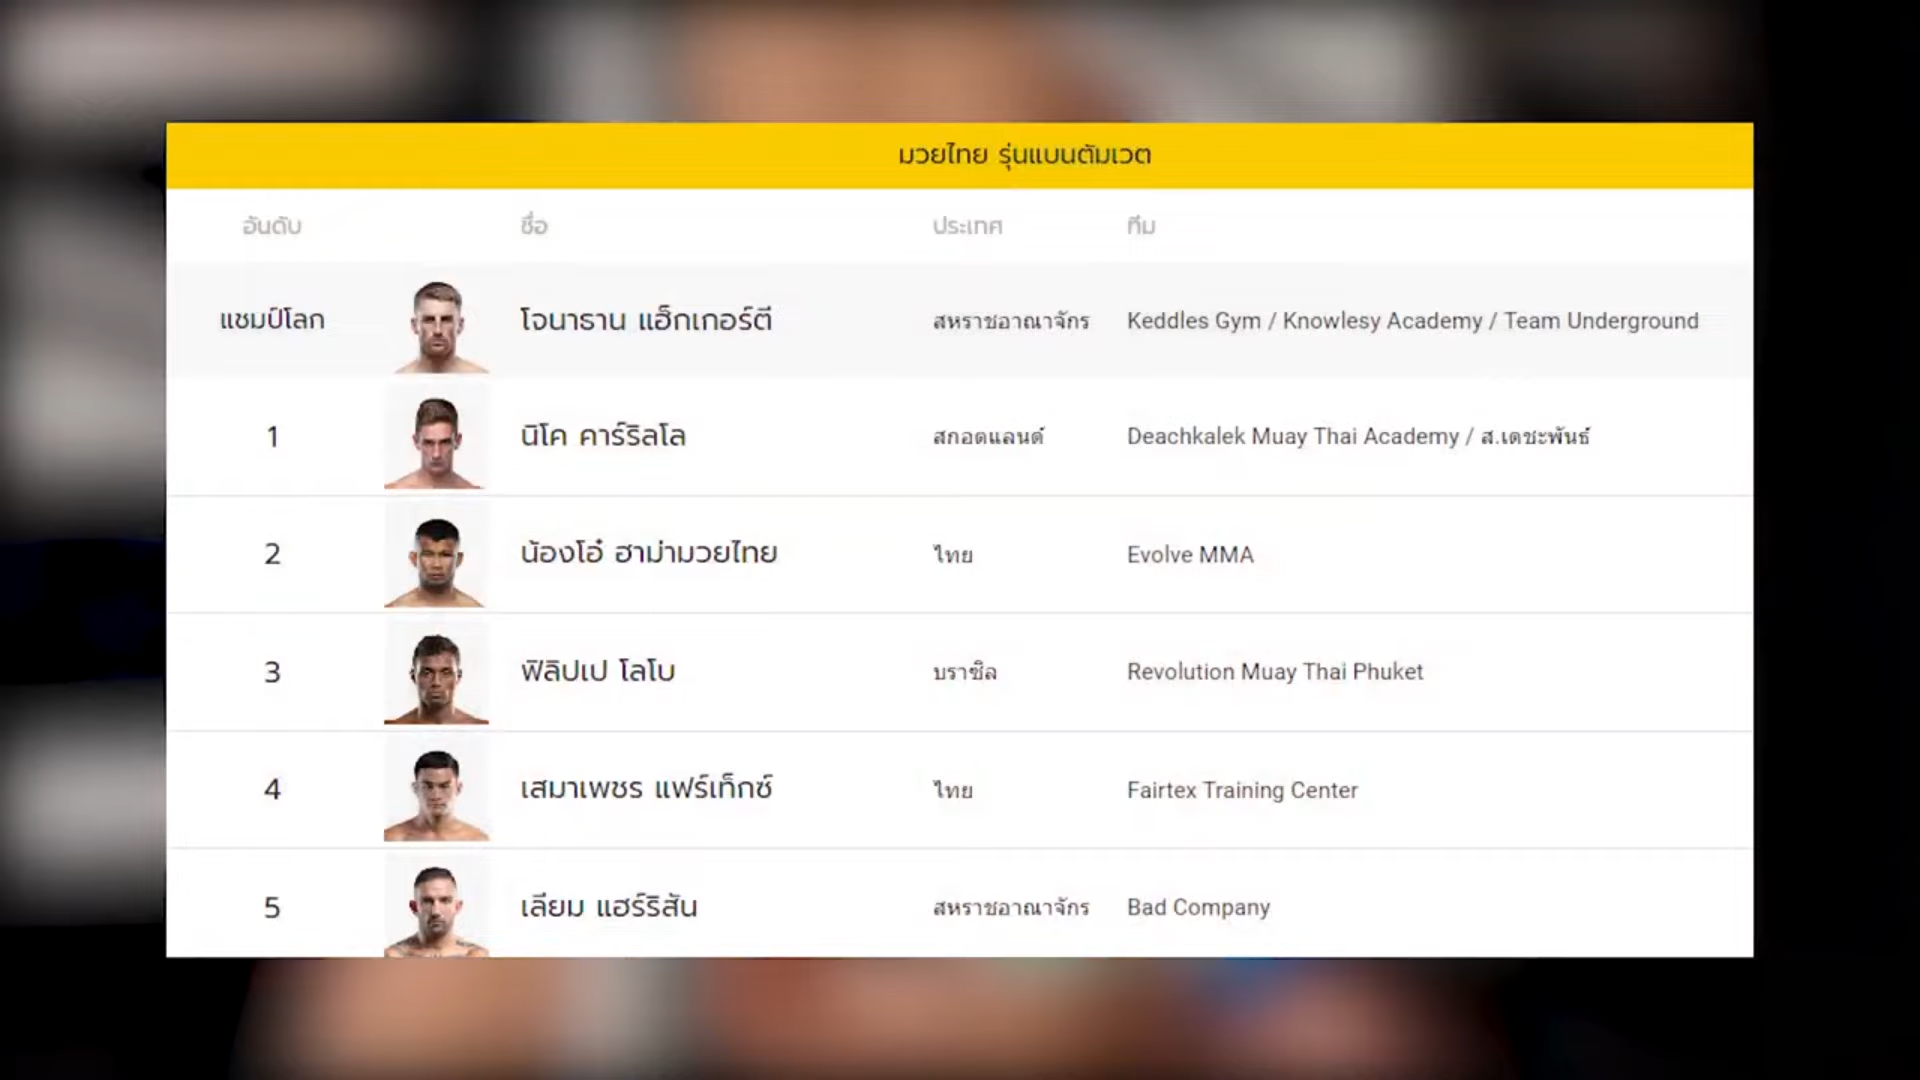 มวยไทย รุ่นแบนตัมเวต
อันดับ ชื่อ ประเทศ ทีม
แชมป์โลก โจนาธาน แฮ็กเกอร์ตี สหราชอาณาจักร Keddles Gym / Knowlesy Academy / Team Underground
1 นิโค คาร์ริลโล สกอตแลนด์ Deachkalek Muay Thai Academy / ส.เดชะพันธ์
2 น้องโอ๋ ฮาม่ามวยไทย ไทย Evolve MMA
3 ฟิลิปเป โลโบ บราซิล Revolution Muay Thai Phuket
4 เสมาเพชร แฟร์เท็กซ์ ไทย Fairtex Training Center
5 เลียม แฮร์ริสัน สหราชอาณาจักร Bad Company